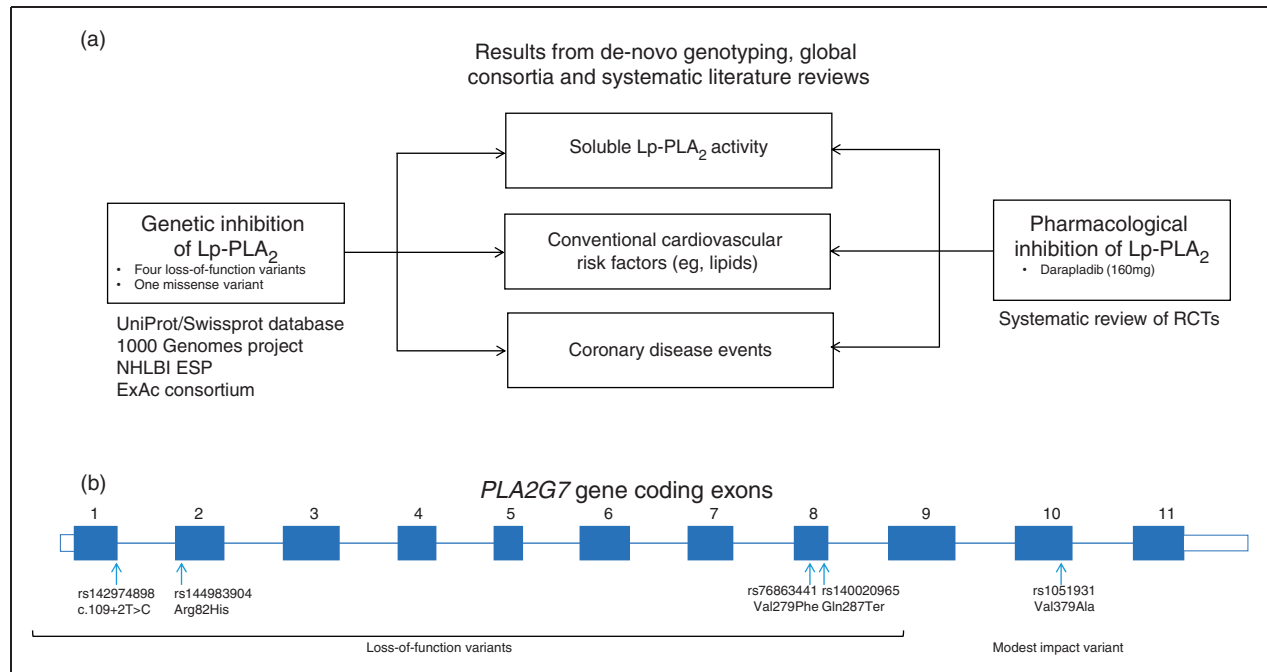 (a)
Results from de-novo genotyping, global
consortia and systematic literature reviews
Soluble Lp-PLA2 activity
Genetic inhibition
of Lp-PLA2
• Four loss-of-function variants
• One missense variant
Conventional cardiovascular
risk factors (eg, lipids)
Pharmacological
inhibition of Lp-PLA2
• Darapladib (160mg)
UniProt/Swissprot database
1000 Genomes project
NHLBI ESP
ExAc consortium
Systematic review of RCTs
Coronary disease events
(b)
PLA2G7 gene coding exons
1 2 3 4 5 6 7 8 9 10 11
rs142974898
c.109+2T>C
rs144983904
Arg82His
rs76863441
Val279Phe
rs140020965
Gln287Ter
rs1051931
Val379Ala
Loss-of-function variants
Modest impact variant